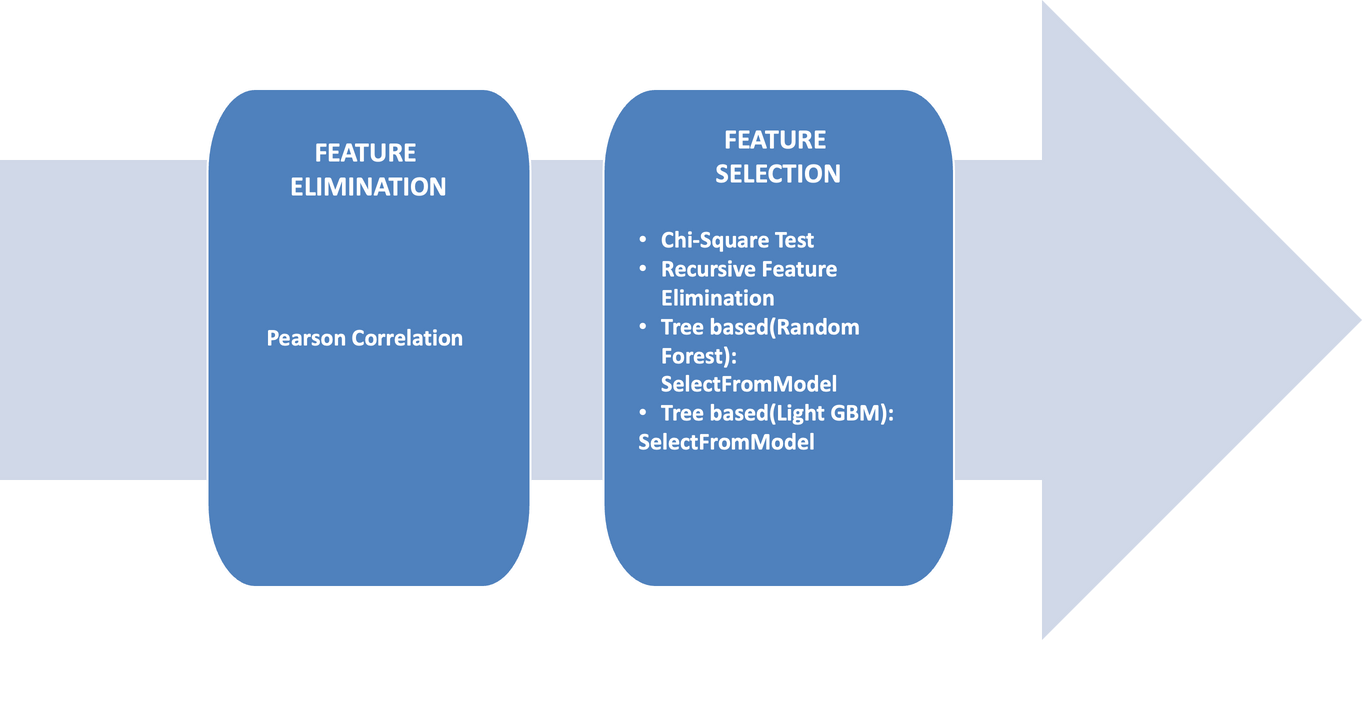 FEATURE
ELIMINATION
Pearson Correlation
FEATURE
SELECTION
• Chi-Square Test
• Recursive Feature
Elimination
• Tree based(Random
Forest):
SelectFromModel
• Tree based(Light GBM):
SelectFromModel